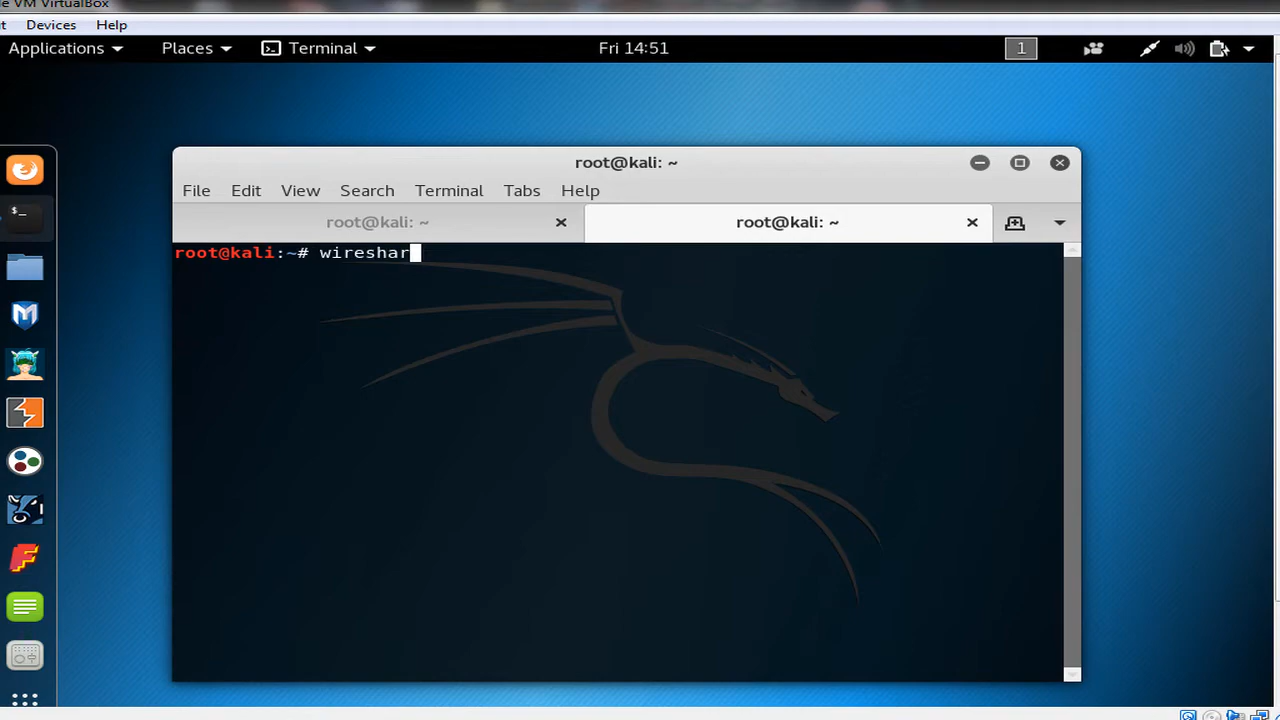 le VM VirtualBox
t Devices Help
Applications Places Terminal Fri 14:51 1
root@kali: ~
File Edit View Search Terminal Tabs Help
root@kali: ~ root@kali: ~
root@kali:~# wireshar